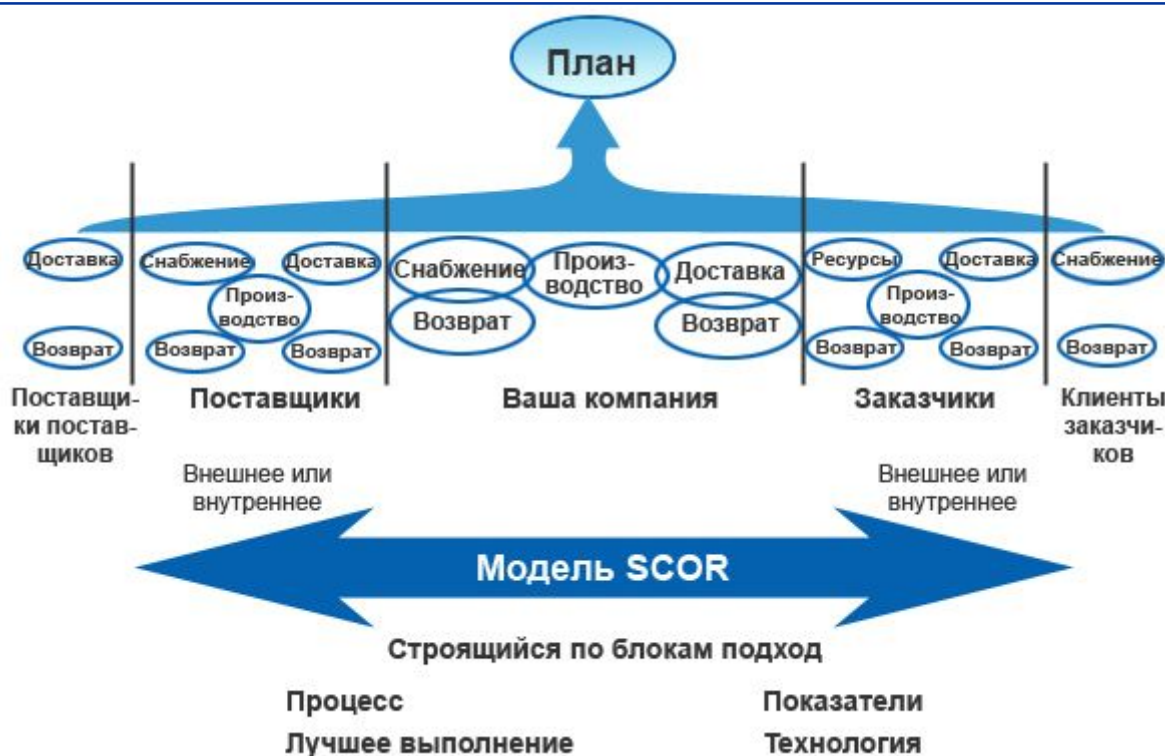 План
Доставка
Возврат
Поставщи-
ки постав-
щиков
Снабжение
Доставка
Произ-
водство
Возврат
Возврат
Поставщики
Снабжение
Произ-
водство
Доставка
Возврат
Возврат
Ваша компания
Ресурсы
Доставка
Произ-
водство
Возврат
Возврат
Заказчики
Снабжение
Возврат
Клиенты
заказчи-
ков
Внешнее или
внутреннее
Внешнее или
внутреннее
Модель SCOR
Строящийся по блокам подход
Процесс
Показатели
Лучшее выполнение
Технология